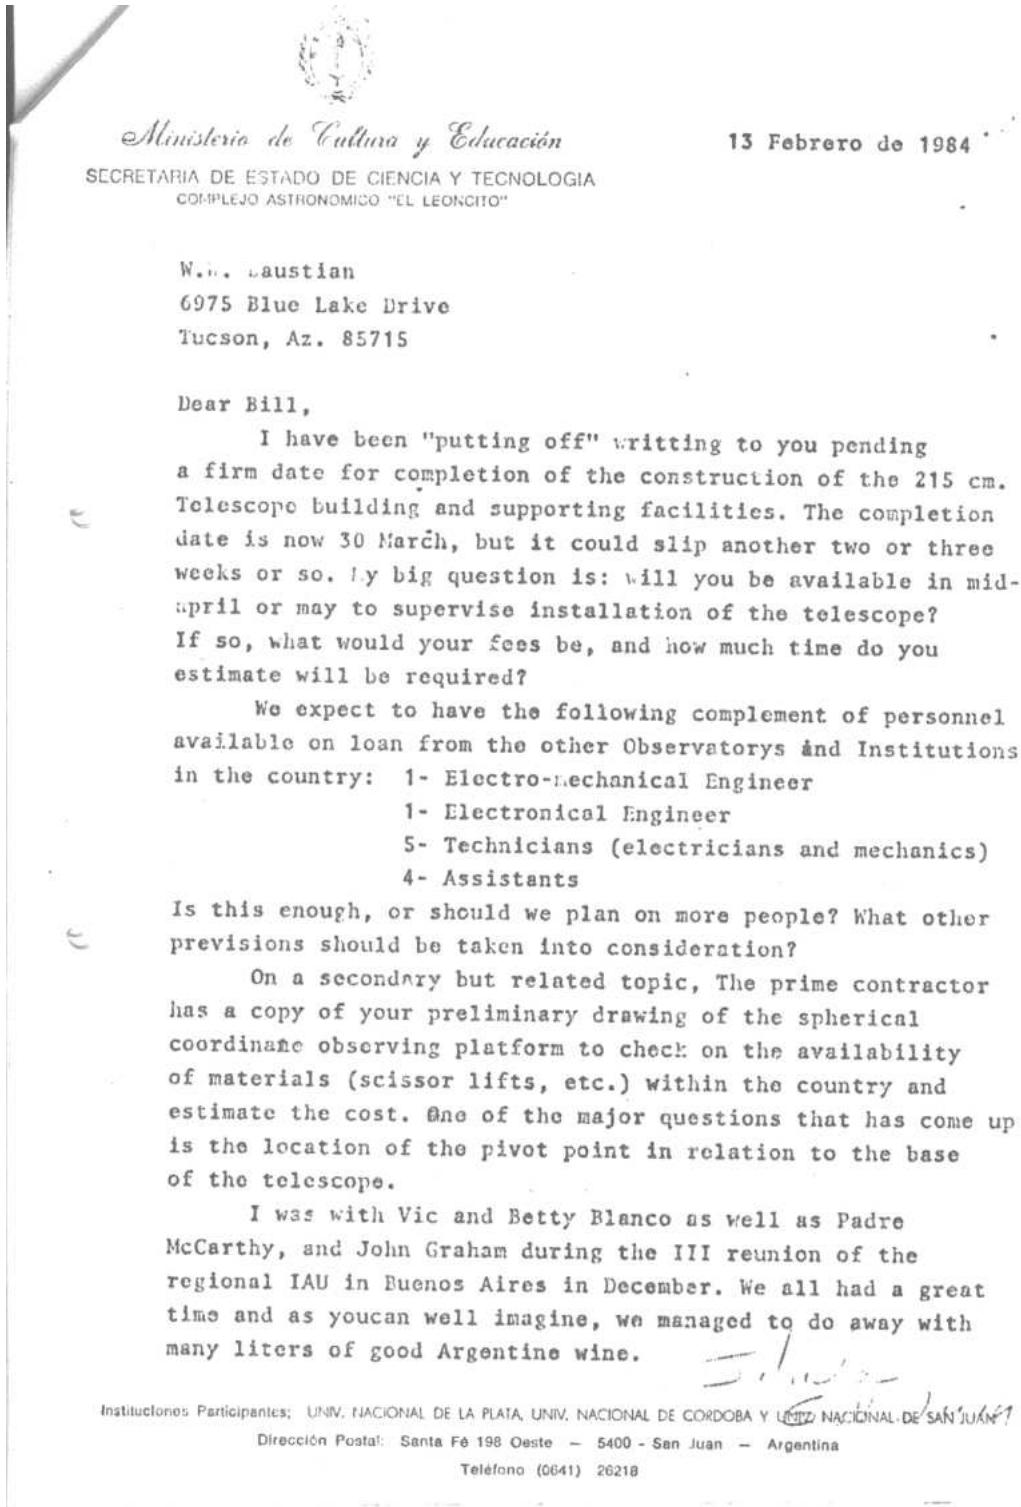 Ministerio de Cultura y Educación
13 Febrero de 1984
SECRETARIA DE ESTADO DE CIENCIA Y TECNOLOGIA
COMPLEJO ASTRONOMICO "EL LEONCITO"
W. Baustian
6975 Blue Lake Drive
Tucson, Az. 85715
Dear Bill,
I have been "putting off" writting to you pending
a firm date for completion of the construction of the 215 cm.
Telescope building and supporting facilities. The completion
date is now 30 March, but it could slip another two or three
weeks or so. My big question is: will you be available in mid-
april or may to supervise installation of the telescope?
If so, what would your fees be, and how much time do you
estimate will be required?
We expect to have the following complement of personnel
available on loan from the other Observatorys and Institutions
in the country: 1- Electro-mechanical Engineer
1- Electronical Engineer
5- Technicians (electricians and mechanics)
4- Assistants
Is this enough, or should we plan on more people? What other
previsions should be taken into consideration?
On a secondary but related topic, The prime contractor
has a copy of your preliminary drawing of the spherical
coordinate observing platform to check on the availability
of materials (scissor lifts, etc.) within the country and
estimate the cost. One of the major questions that has come up
is the location of the pivot point in relation to the base
of the telescope.
I was with Vic and Betty Blanco as well as Padre
McCarthy, and John Graham during the III reunion of the
regional IAU in Buenos Aires in December. We all had a great
time and as youcan well imagine, we managed to do away with
many liters of good Argentine wine.
Instituciones Participantes; UNIV. NACIONAL DE LA PLATA, UNIV. NACIONAL DE CORDOBA Y UNIV. NACIONAL DE SAN JUAN
Dirección Postal: Santa Fé 198 Oeste — 5400 - San Juan — Argentina
Teléfono (0641) 26218